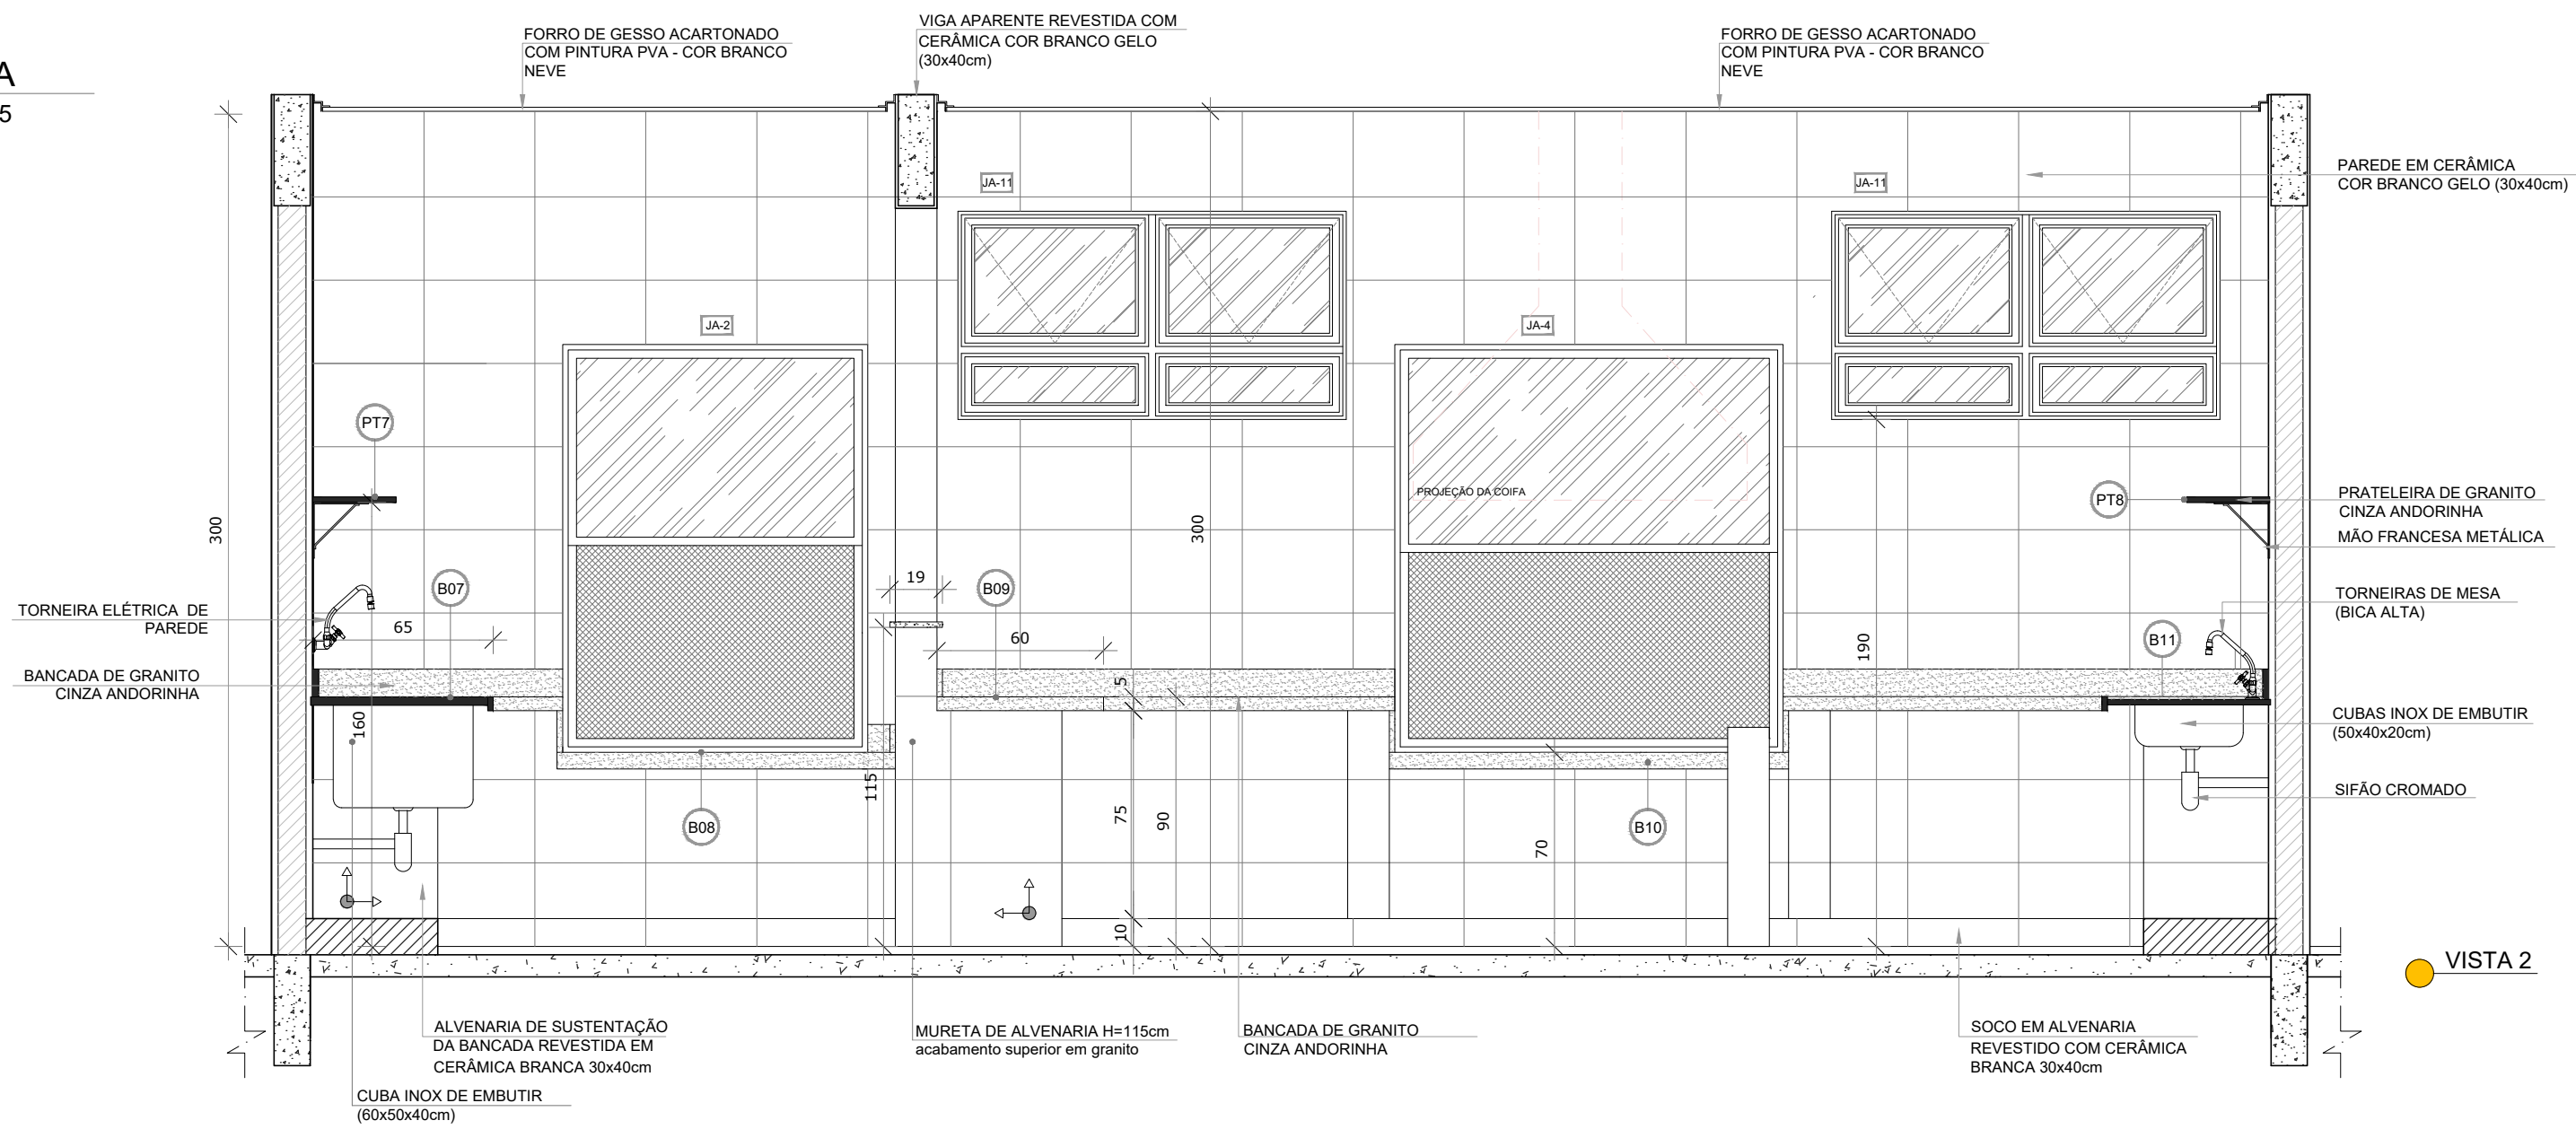 A
5
FORRO DE GESSO ACARTONADO
COM PINTURA PVA - COR BRANCO
NEVE
VIGA APARENTE REVESTIDA COM
CERÂMICA COR BRANCO GELO
(30x40cm)
FORRO DE GESSO ACARTONADO
COM PINTURA PVA - COR BRANCO
NEVE
PAREDE EM CERÂMICA
COR BRANCO GELO (30x40cm)
JA-11
JA-11
JA-2
JA-4
PT7
PROJEÇÃO DA COIFA
PT8
PRATELEIRA DE GRANITO
CINZA ANDORINHA
MÃO FRANCESA METÁLICA
300
300
B07
19
B09
TORNEIRAS DE MESA
(BICA ALTA)
TORNEIRA ELÉTRICA DE
PAREDE
65
60
190
B11
BANCADA DE GRANITO
CINZA ANDORINHA
5
160
CUBAS INOX DE EMBUTIR
(50x40x20cm)
115
SIFÃO CROMADO
B08
75
90
70
B10
10
VISTA 2
ALVENARIA DE SUSTENTAÇÃO
DA BANCADA REVESTIDA EM
CERÂMICA BRANCA 30x40cm
MURETA DE ALVENARIA H=115cm
acabamento superior em granito
BANCADA DE GRANITO
CINZA ANDORINHA
SOCO EM ALVENARIA
REVESTIDO COM CERÂMICA
BRANCA 30x40cm
CUBA INOX DE EMBUTIR
(60x50x40cm)